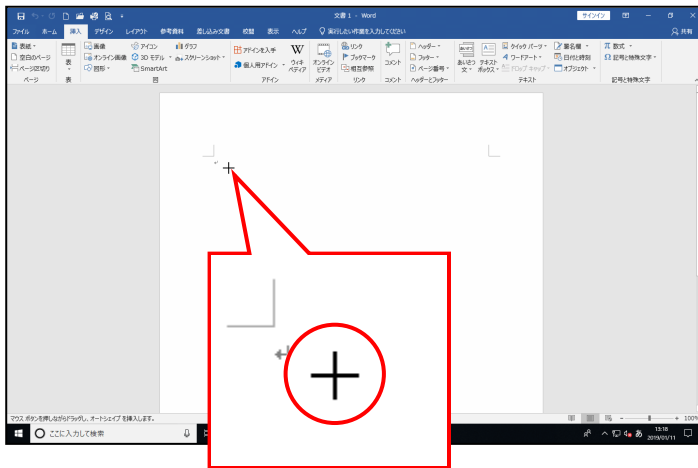 文書 1 - Word
サインイン
ファイル ホーム 挿入 デザイン レイアウト 参考資料 差し込み文書 校閲 表示 ヘルプ 実行したい作業を入力してください 共有
表紙
空白のページ
ページ区切り
ページ
表
表
画像
オンライン画像
図形
アイコン
3D モデル
SmartArt
グラフ
スクリーンショット
図
アドインを入手
個人用アドイン
ウィキペディア
アドイン
オンライン
ビデオ
メディア
リンク
ブックマーク
相互参照
リンク
コメント
コメント
ヘッダー
フッター
ページ番号
ヘッダーとフッター
あいさつ
文
テキスト
ボックス
クイック パーツ
ワードアート
ドロップ キャップ
署名欄
日付と時刻
オブジェクト
テキスト
数式
記号と特殊文字
記号と特殊文字
マウス ボタンを押しながらドラッグし、オートシェイプを挿入します。
100%
ここに入力して検索
あ
13:18
2019/01/11